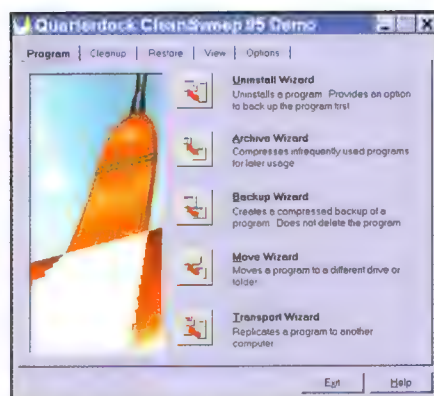 Quarterdeck CleanSweep 95 Demo
Program Cleanup Restore View Options
Uninstall Wizard
Uninstalls a program. Provides an option
to back up the program first
Archive Wizard
Compresses infrequently used programs
for later usage
Backup Wizard
Creates a compressed backup of a
program. Does not delete the program
Move Wizard
Moves a program to a different drive or
folder
Transport Wizard
Replicates a program to another
computer
Exit Help